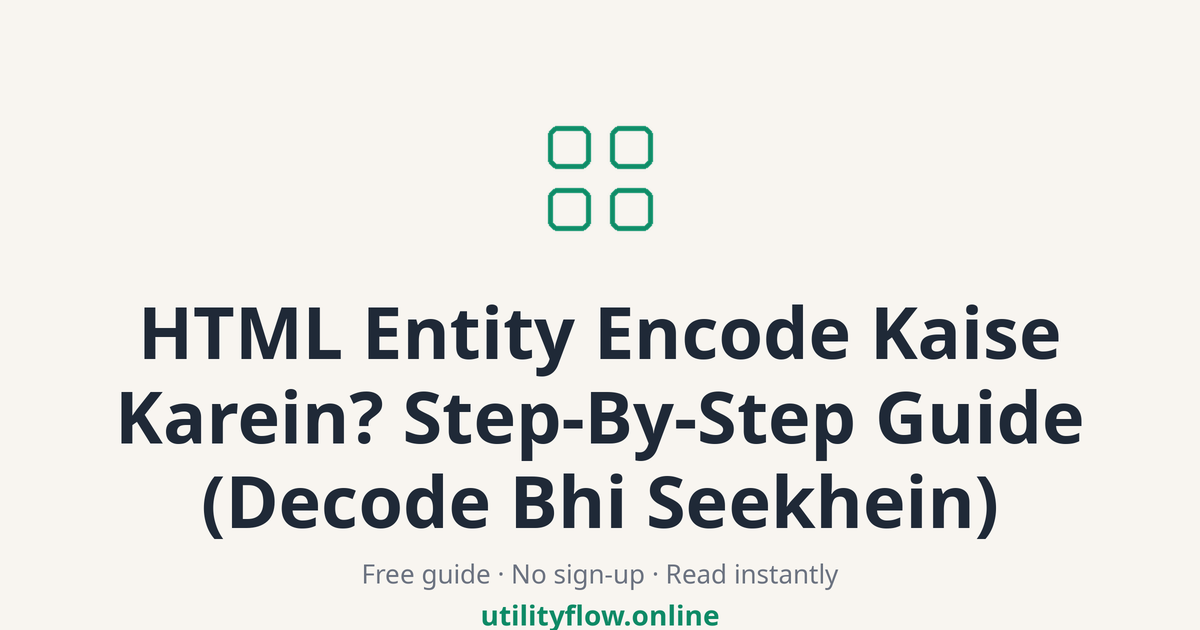 HTML Entity Encode Kaise
Karein? Step-By-Step Guide
(Decode Bhi Seekhein)
Free guide · No sign-up · Read instantly
utilityflow.online